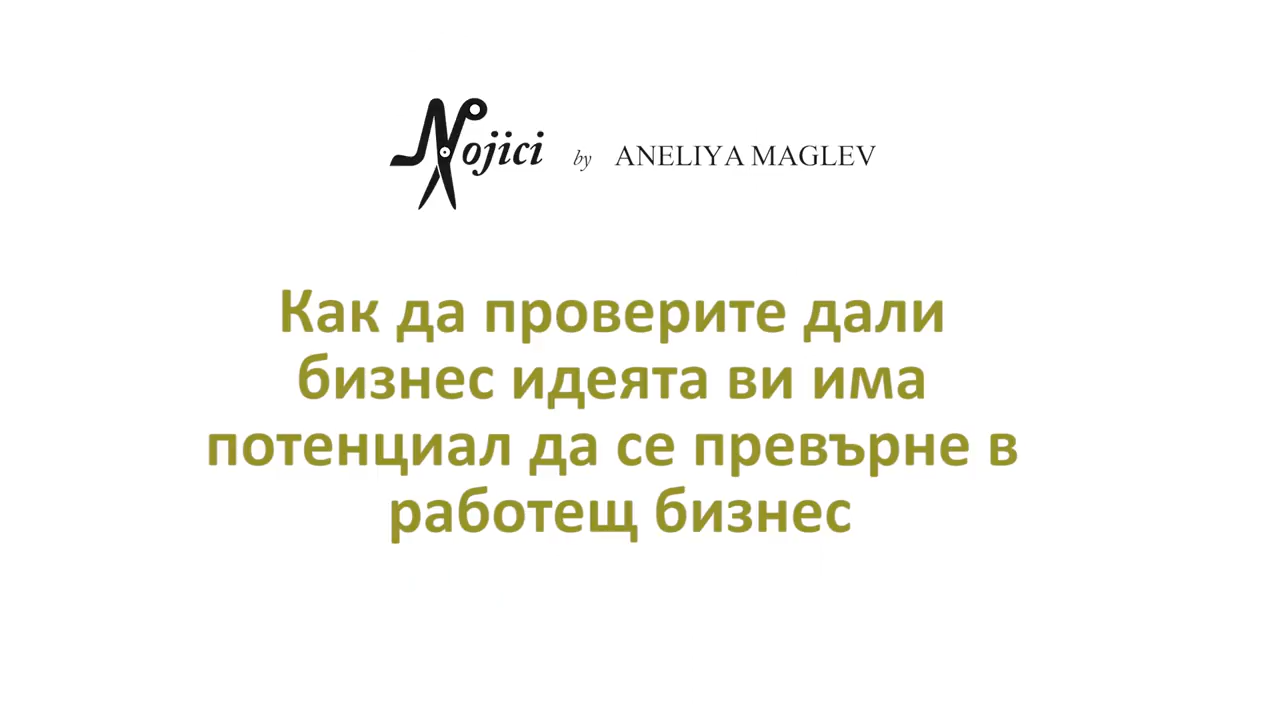 Nojici by ANELIYA MAGLEV
Как да проверите дали
бизнес идеята ви има
потенциал да се превърне в
работещ бизнес